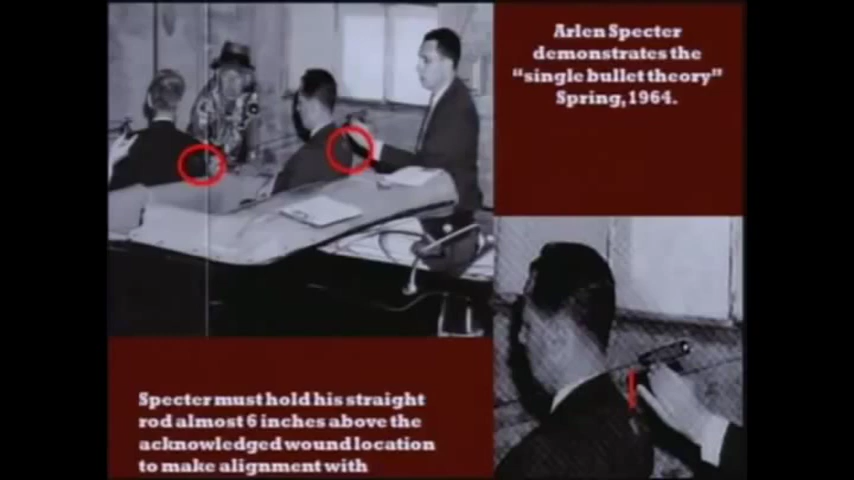 Arlen Specter
demonstrates the
“single bullet theory”
Spring, 1964.
Specter must hold his straight
rod almost 6 inches above the
acknowledged wound location
to make alignment with